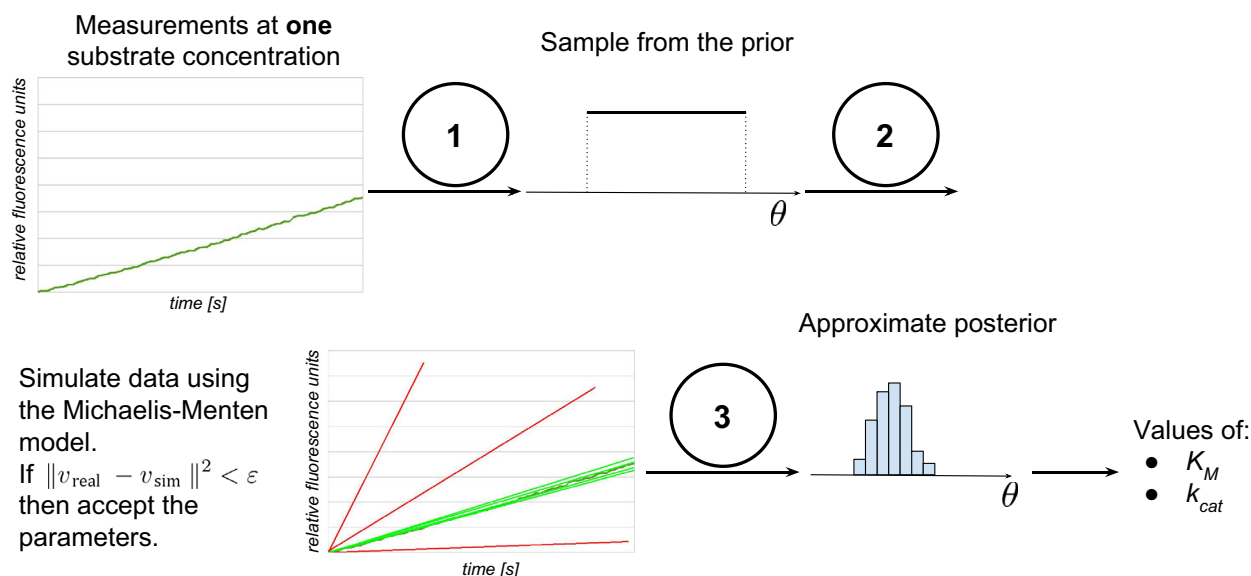 Measurements at one
substrate concentration
relative fluorescence units
time [s]
1
Sample from the prior
θ
2
Simulate data using
the Michaelis-Menten
model.
If ‖v_real − v_sim‖² < ε
then accept the
parameters.
relative fluorescence units
time [s]
3
Approximate posterior
θ
Values of:
● K_M
● k_cat